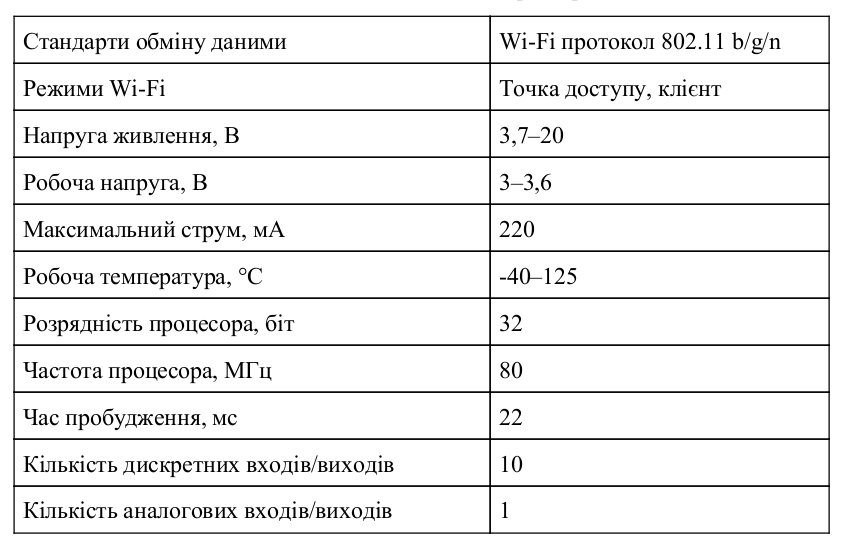 Стандарти обміну даними Wi-Fi протокол 802.11 b/g/n
Режими Wi-Fi Точка доступу, клієнт
Напруга живлення, В 3,7–20
Робоча напруга, В 3–3,6
Максимальний струм, мА 220
Робоча температура, °C -40–125
Розрядність процесора, біт 32
Частота процесора, МГц 80
Час пробудження, мс 22
Кількість дискретних входів/виходів 10
Кількість аналогових входів/виходів 1